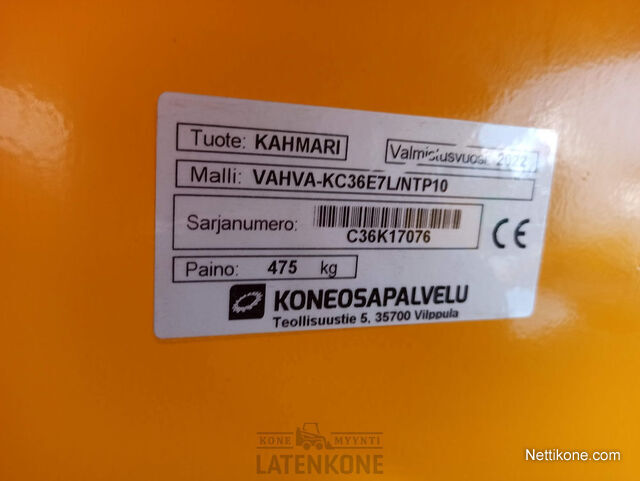 Tuote: KAHMARI
Valmistusvuosi 2022
Malli: VAHVA-KC36E7L/NTP10
Sarjanumero:
C36K17076
CE
Paino: 475 kg
KONEOSAPALVELU
Teollisuustie 5, 35700 Vilppula
KONE MYYNTI
LATENKONE
Nettikone.com